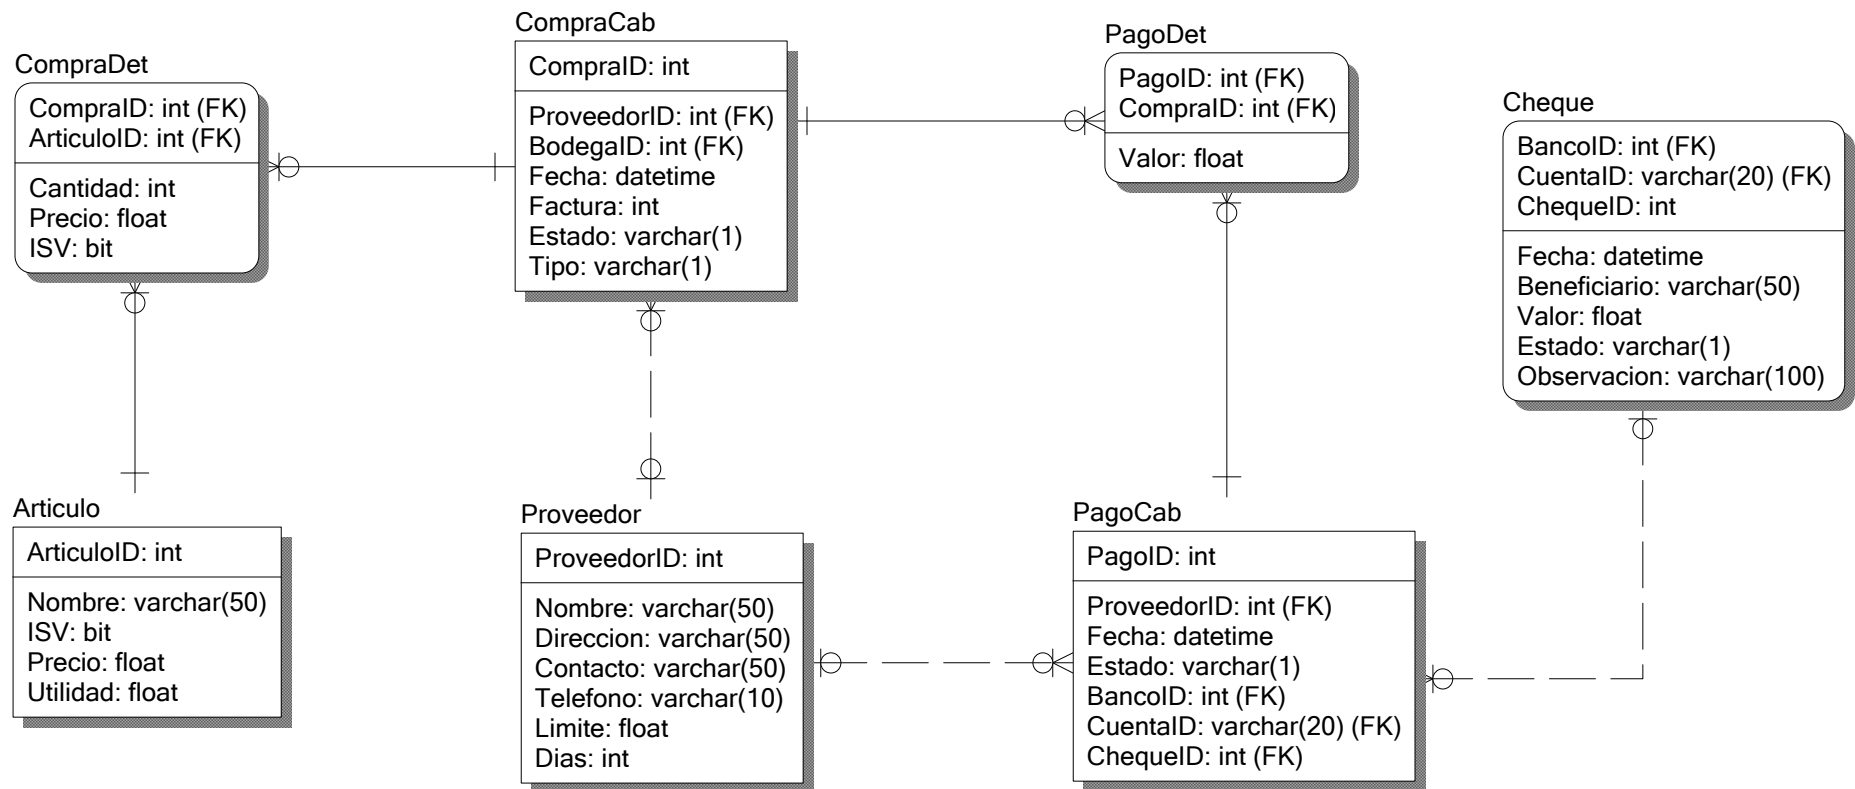 CompraDet
CompraID: int (FK)
ArticuloID: int (FK)
Cantidad: int
Precio: float
ISV: bit
CompraCab
CompraID: int
ProveedorID: int (FK)
BodegaID: int (FK)
Fecha: datetime
Factura: int
Estado: varchar(1)
Tipo: varchar(1)
PagoDet
PagoID: int (FK)
CompraID: int (FK)
Valor: float
Cheque
BancoID: int (FK)
CuentaID: varchar(20) (FK)
ChequeID: int
Fecha: datetime
Beneficiario: varchar(50)
Valor: float
Estado: varchar(1)
Observacion: varchar(100)
Articulo
ArticuloID: int
Nombre: varchar(50)
ISV: bit
Precio: float
Utilidad: float
Proveedor
ProveedorID: int
Nombre: varchar(50)
Direccion: varchar(50)
Contacto: varchar(50)
Telefono: varchar(10)
Limite: float
Dias: int
PagoCab
PagoID: int
ProveedorID: int (FK)
Fecha: datetime
Estado: varchar(1)
BancoID: int (FK)
CuentaID: varchar(20) (FK)
ChequeID: int (FK)